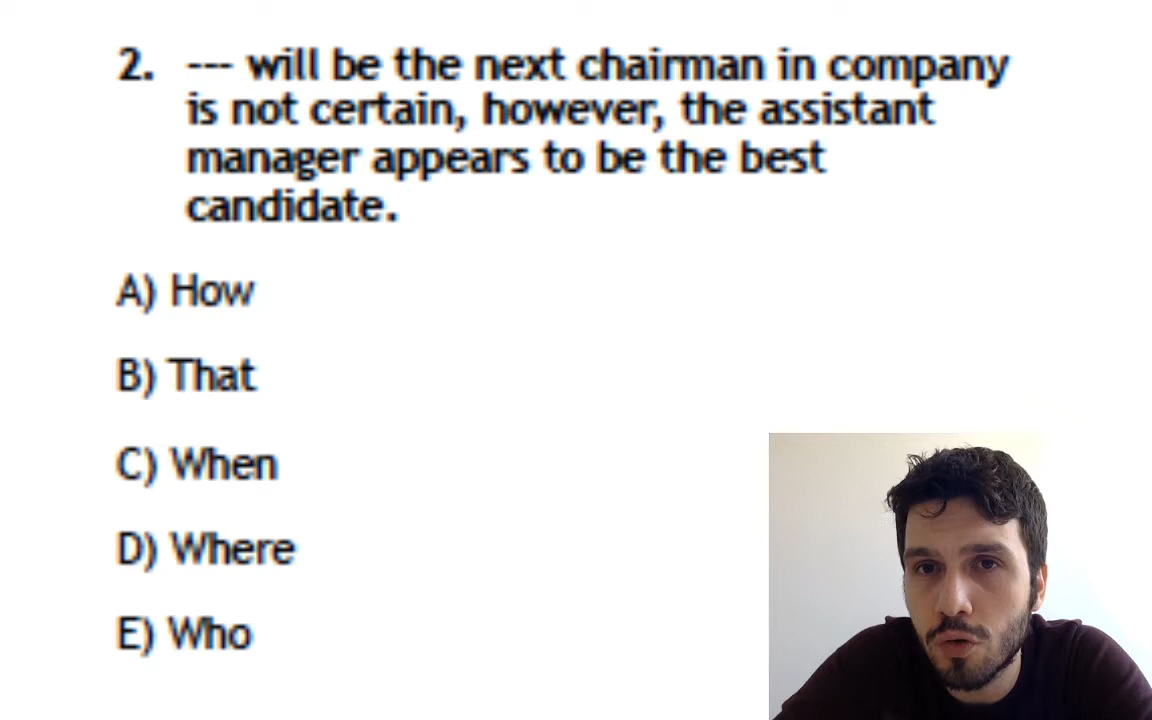 2. --- will be the next chairman in company
is not certain, however, the assistant
manager appears to be the best
candidate.
A) How
B) That
C) When
D) Where
E) Who